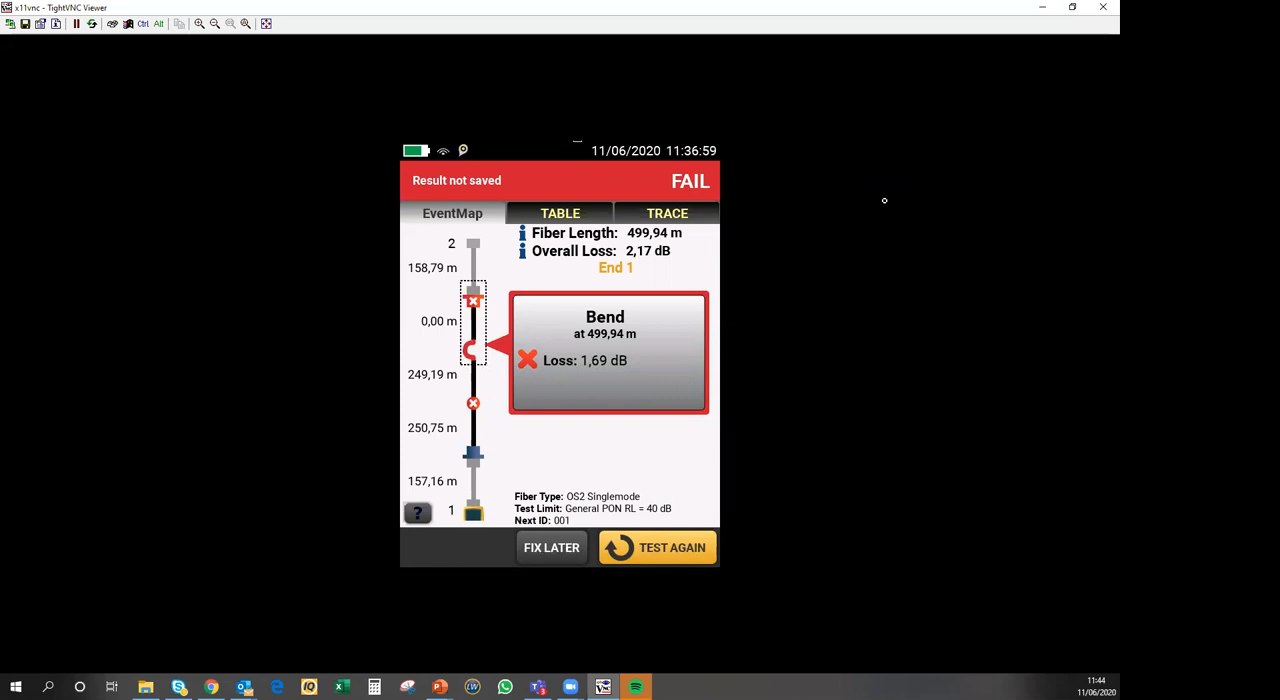 x11vnc - TightVNC Viewer
Ctrl Alt
11/06/2020 11:36:59
Result not saved FAIL
EventMap TABLE TRACE
Fiber Length: 499,94 m
Overall Loss: 2,17 dB
End 1
2
158,79 m
0,00 m
249,19 m
250,75 m
157,16 m
1
Bend
at 499,94 m
Loss: 1,69 dB
Fiber Type: OS2 Singlemode
Test Limit: General PON RL = 40 dB
Next ID: 001
?
FIX LATER TEST AGAIN
11:44
11/06/2020